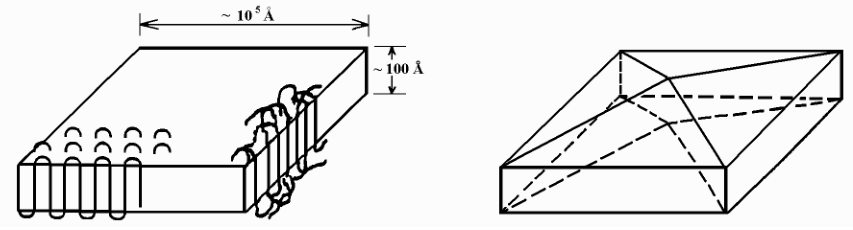 ~ 10⁵ Å
~ 100 Å